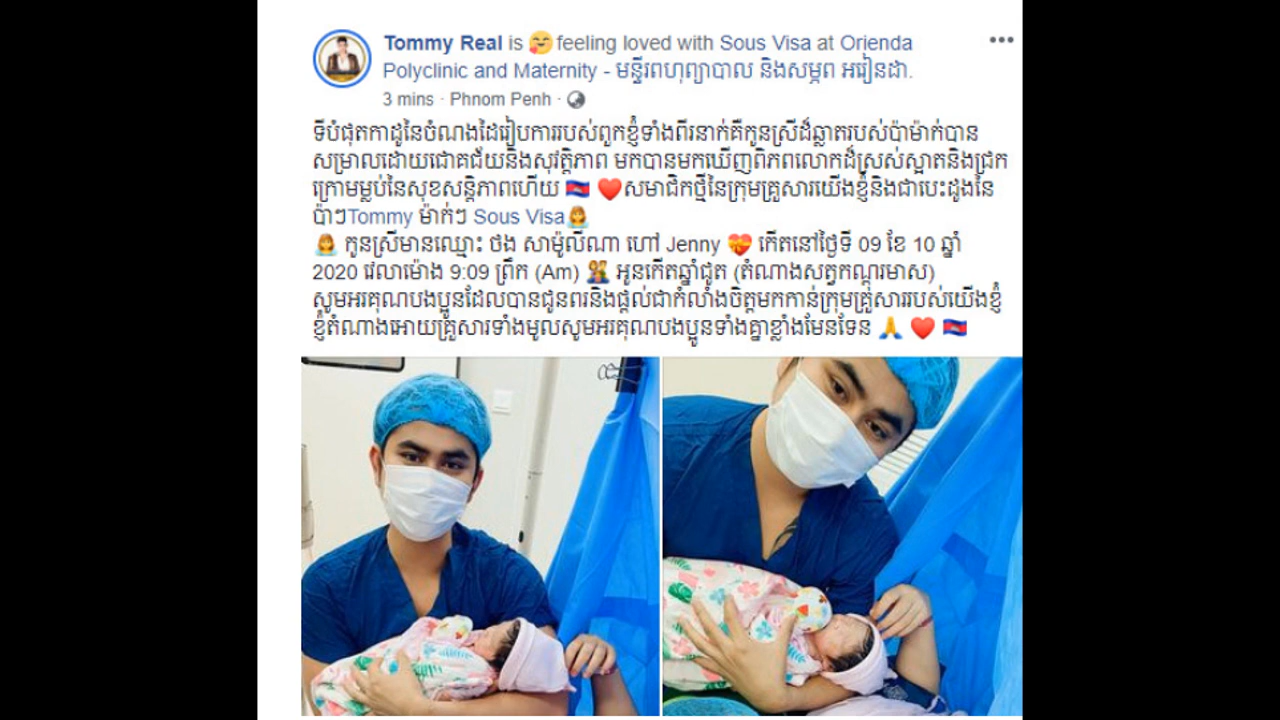 Tommy Real is 🥰 feeling loved with Sous Visa at Orienda
Polyclinic and Maternity - មន្ទីរពហុព្យាបាល និងសម្ភព អរៀនដា.
3 mins · Phnom Penh ·
ទីបំផុតកាដូនៃចំណងដៃរៀបការរបស់ពួកខ្ញុំទាំងពីរនាក់គឺកូនស្រីដ៏ឆ្លាតរបស់ប៉ាម៉ាក់បាន
សម្រាលដោយជោគជ័យនិងសុវត្តិភាព មកបានមកឃើញពិភពលោកដ៏ស្រស់ស្អាតនិងជ្រក
ក្រោមម្លប់នៃសុខសន្តិភាពហើយ 🇰🇭 ❤️សមាជិកថ្មីនៃក្រុមគ្រួសារយើងខ្ញុំនិងជាបេះដូងនៃ
ប៉ាៗTommy ម៉ាក់ៗ Sous Visa👰
👰 កូនស្រីមានឈ្មោះ ថង សាម៉ូលីណា ហៅ Jenny 💝 កើតនៅថ្ងៃទី 09 ខែ 10 ឆ្នាំ
2020 វេលាម៉ោង 9:09 ព្រឹក (Am) 👨‍👩‍👧 អូនកើតឆ្នាំជូត (តំណាងសត្វកណ្ដុរមាស)
សូមអរគុណបងប្អូនដែលបានជូនពរនិងផ្ដល់ជាកំលាំងចិត្តមកកាន់ក្រុមគ្រួសាររបស់យើងខ្ញុំ
ខ្ញុំតំណាងអោយគ្រួសារទាំងមូលសូមអរគុណបងប្អូនទាំងគ្នាខ្លាំងមែនទែន 🙏 ❤️ 🇰🇭